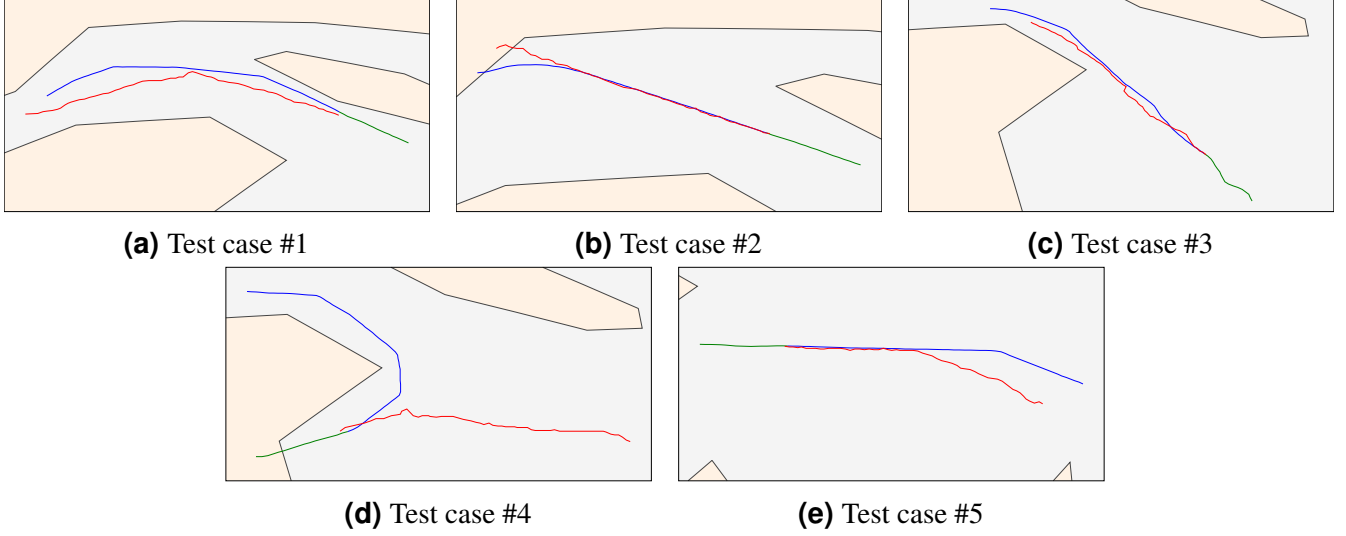 (a) Test case #1
(b) Test case #2
(c) Test case #3
(d) Test case #4
(e) Test case #5